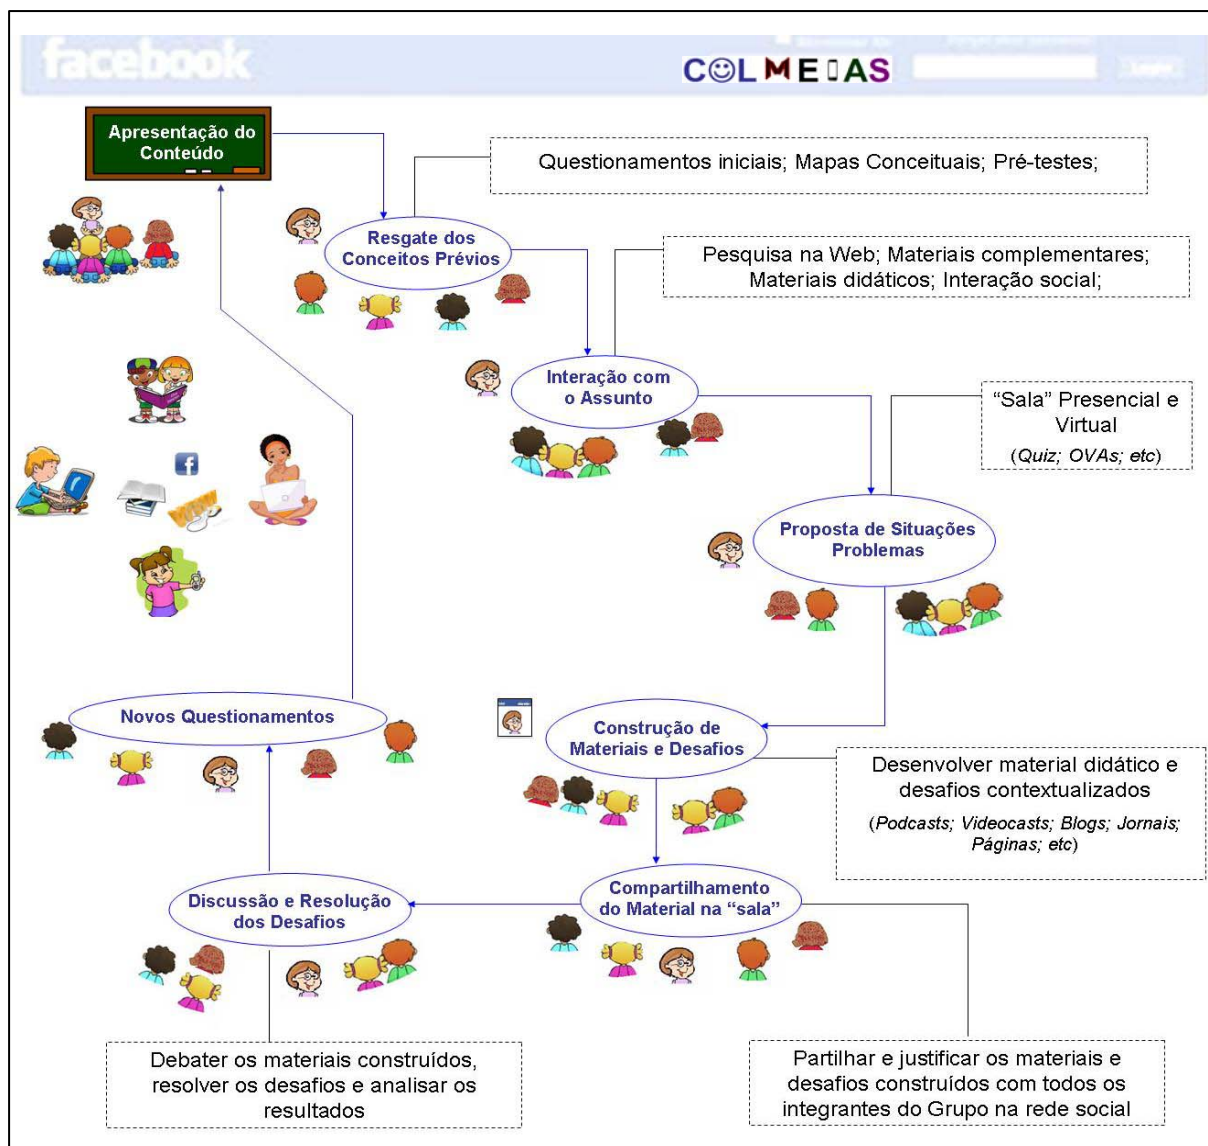 facebook
COLMEIAS
Apresentação do
Conteúdo
Questionamentos iniciais; Mapas Conceituais; Pré-testes;
Resgate dos
Conceitos Prévios
Pesquisa na Web; Materiais complementares;
Materiais didáticos; Interação social;
Interação com
o Assunto
“Sala” Presencial e
Virtual
(Quiz; OVAs; etc)
Proposta de Situações
Problemas
Construção de
Materiais e Desafios
Desenvolver material didático e
desafios contextualizados
(Podcasts; Videocasts; Blogs; Jornais;
Páginas; etc)
Compartilhamento
do Material na “sala”
Partilhar e justificar os materiais e
desafios construídos com todos os
integrantes do Grupo na rede social
Discussão e Resolução
dos Desafios
Debater os materiais construídos,
resolver os desafios e analisar os
resultados
Novos Questionamentos